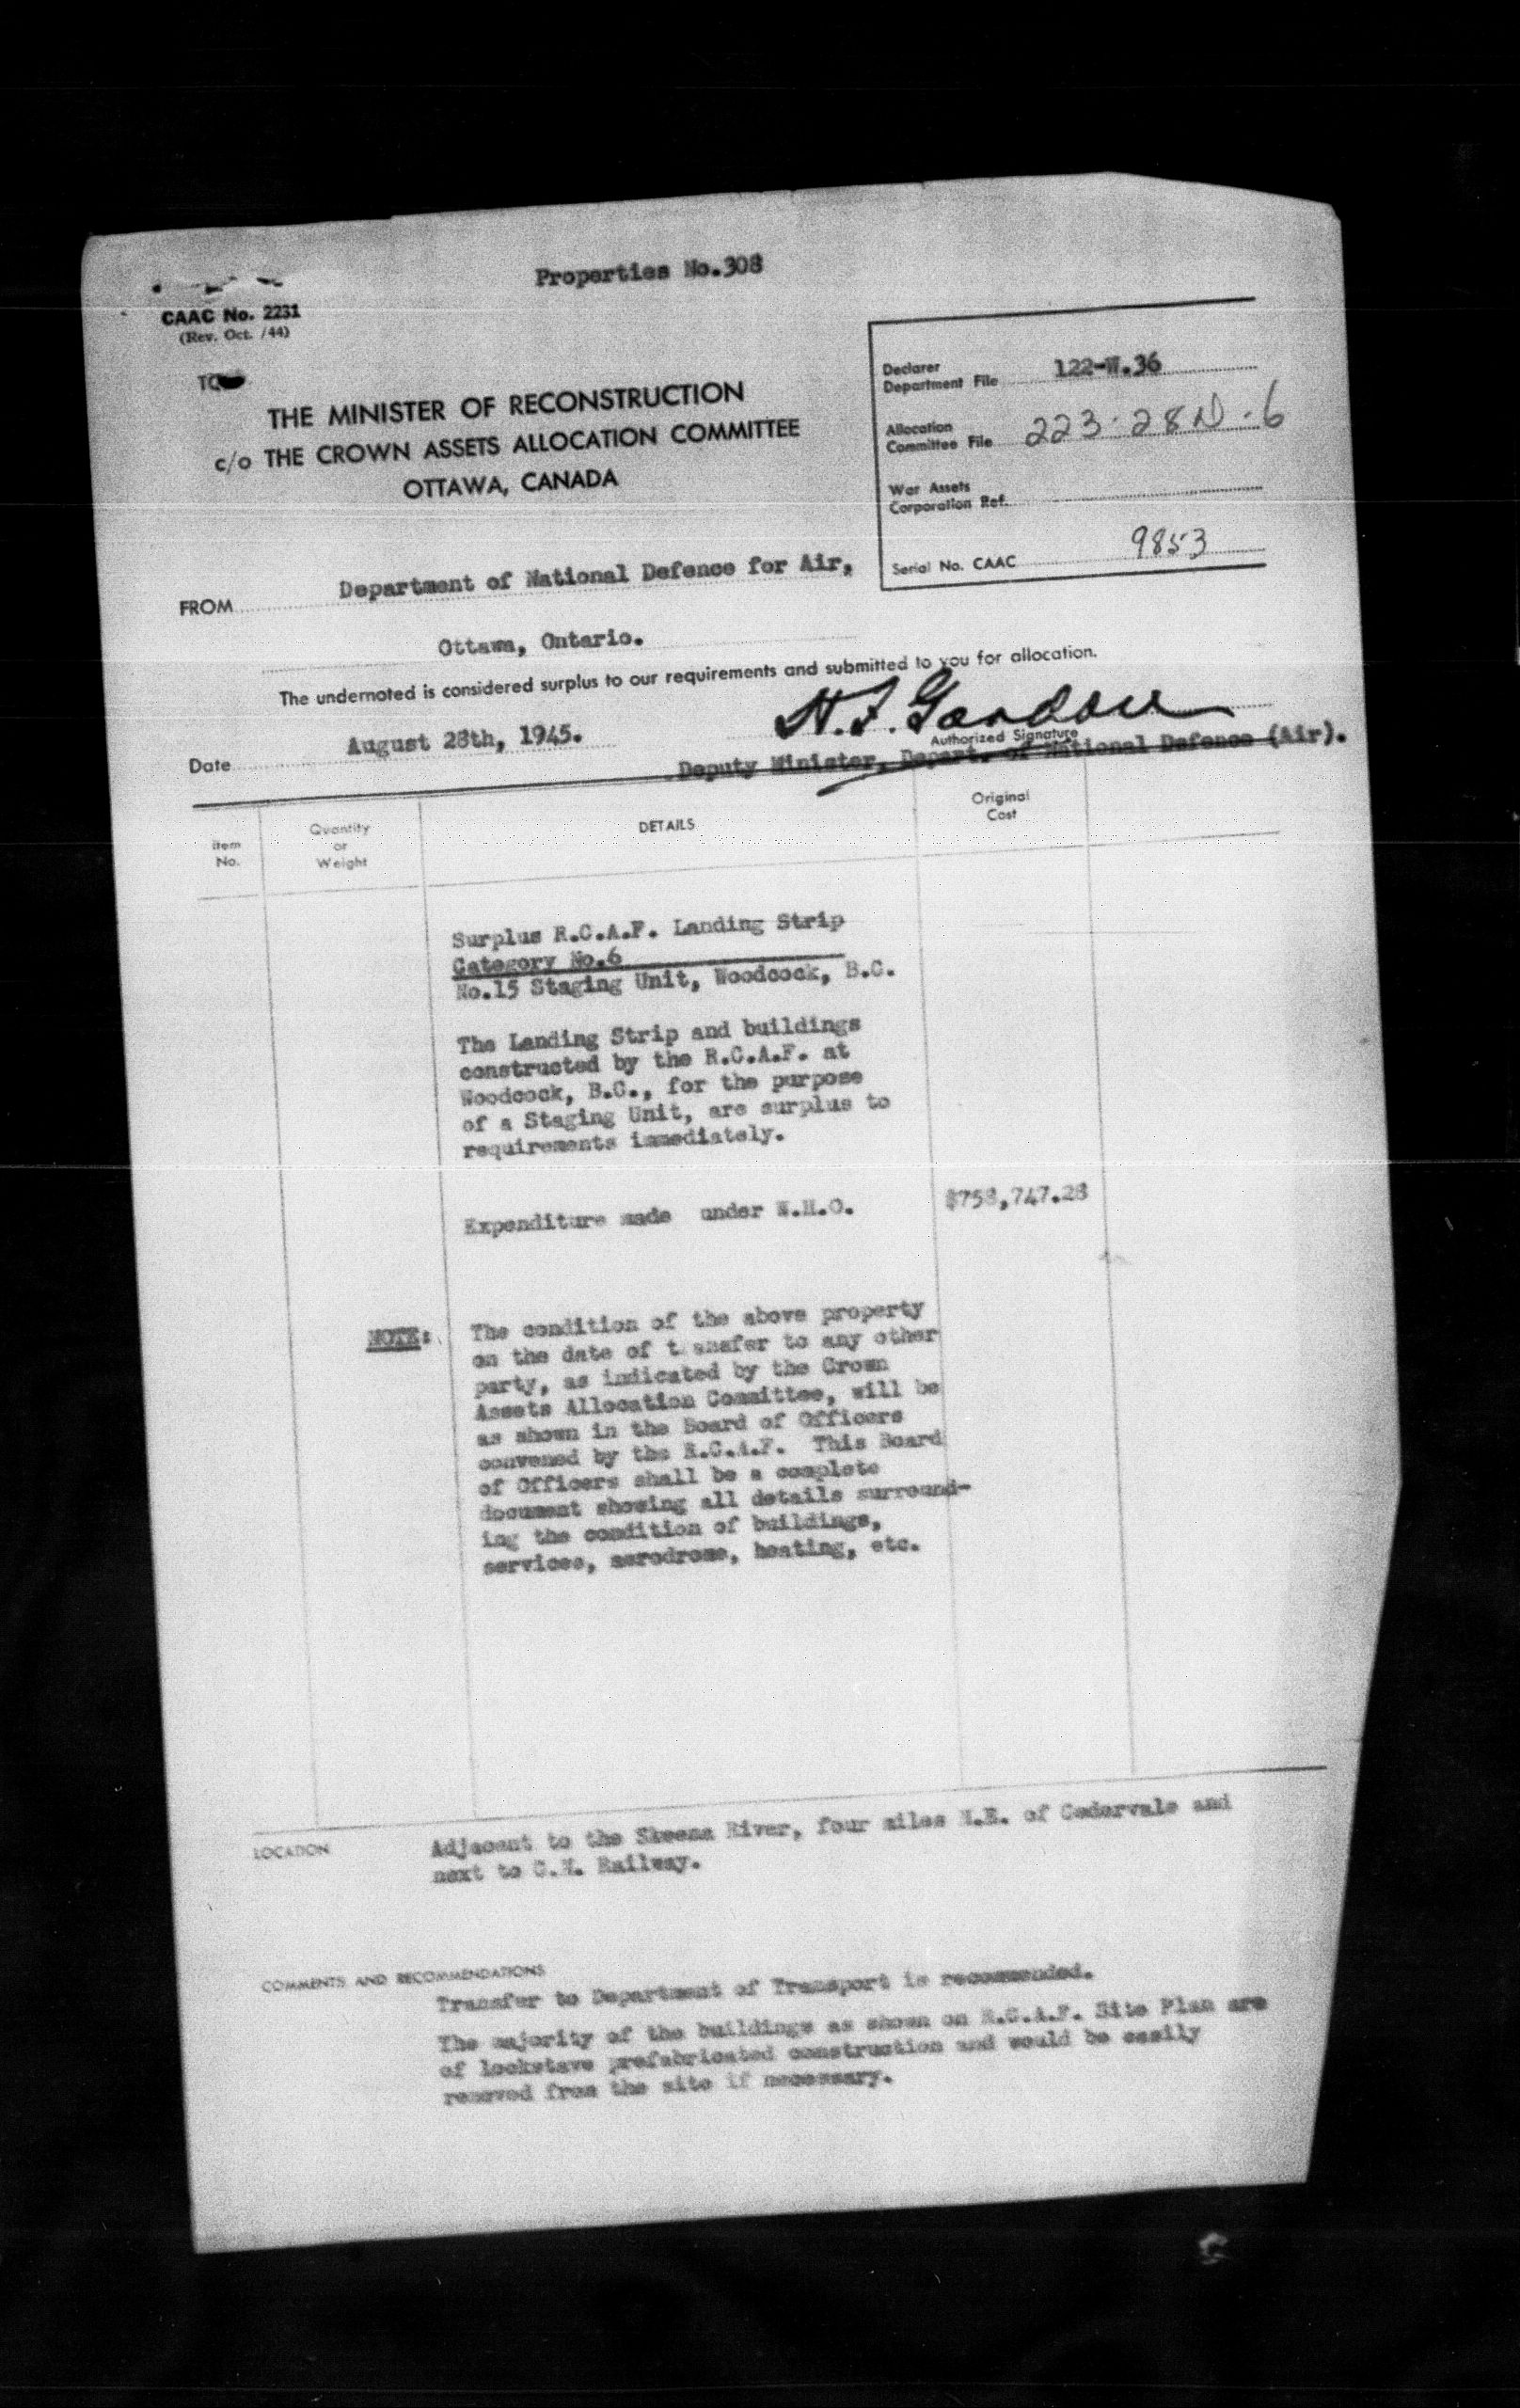 Properties No.308
CAAC No. 2231
(Rev. Oct. /44)
TO
THE MINISTER OF RECONSTRUCTION
c/o THE CROWN ASSETS ALLOCATION COMMITTEE
OTTAWA, CANADA
Declarer
Department File 122-W.36
Allocation
Committee File 223-28N-6
War Assets
Corporation Ref.
Serial No. CAAC 9853
FROM Department of National Defence for Air,
Ottawa, Ontario.
The undernoted is considered surplus to our requirements and submitted to you for allocation.
Date August 28th, 1945.
H.F. Gordon
Authorized Signature
Deputy Minister, Depart. of National Defence (Air).
Item No.
Quantity or Weight
DETAILS
Original Cost
Surplus R.C.A.F. Landing Strip
Category No.6
No.15 Staging Unit, Woodcock, B.C.
The Landing Strip and buildings
constructed by the R.C.A.F. at
Woodcock, B.C., for the purpose
of a Staging Unit, are surplus to
requirements immediately.
Expenditure made under W.H.O. $758,747.28
NOTE: The condition of the above property
on the date of transfer to any other
party, as indicated by the Crown
Assets Allocation Committee, will be
as shown in the Board of Officers
convened by the R.C.A.F. This Board
of Officers shall be a complete
document showing all details surround-
ing the condition of buildings,
services, aerodrome, heating, etc.
LOCATION Adjacent to the Skeena River, four miles N.E. of Cedarvale and
next to C.N. Railway.
COMMENTS AND RECOMMENDATIONS
Transfer to Department of Transport is recommended.
The majority of the buildings as shown on R.C.A.F. Site Plan are
of lockstave prefabricated construction and would be easily
removed from the site if necessary.